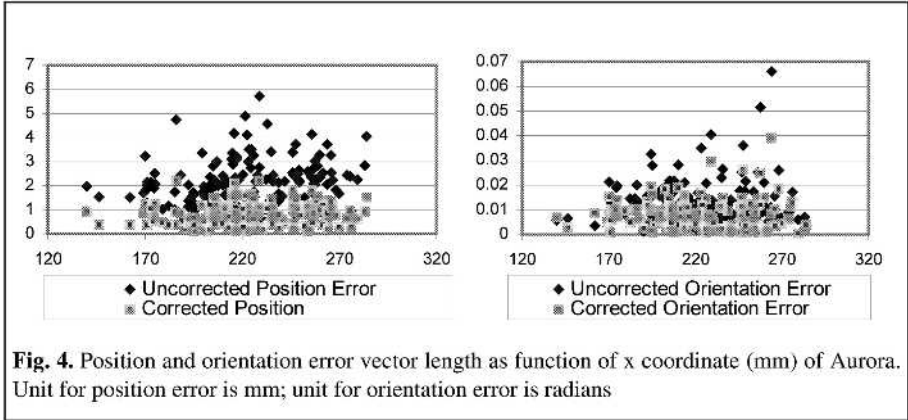 7
6
5
4
3
2
1
0
120 170 220 270 320
◆ Uncorrected Position Error
Corrected Position
0.07
0.06
0.05
0.04
0.03
0.02
0.01
0
120 170 220 270 320
◆ Uncorrected Orientation Error
Corrected Orientation Error
Fig. 4. Position and orientation error vector length as function of x coordinate (mm) of Aurora.
Unit for position error is mm; unit for orientation error is radians